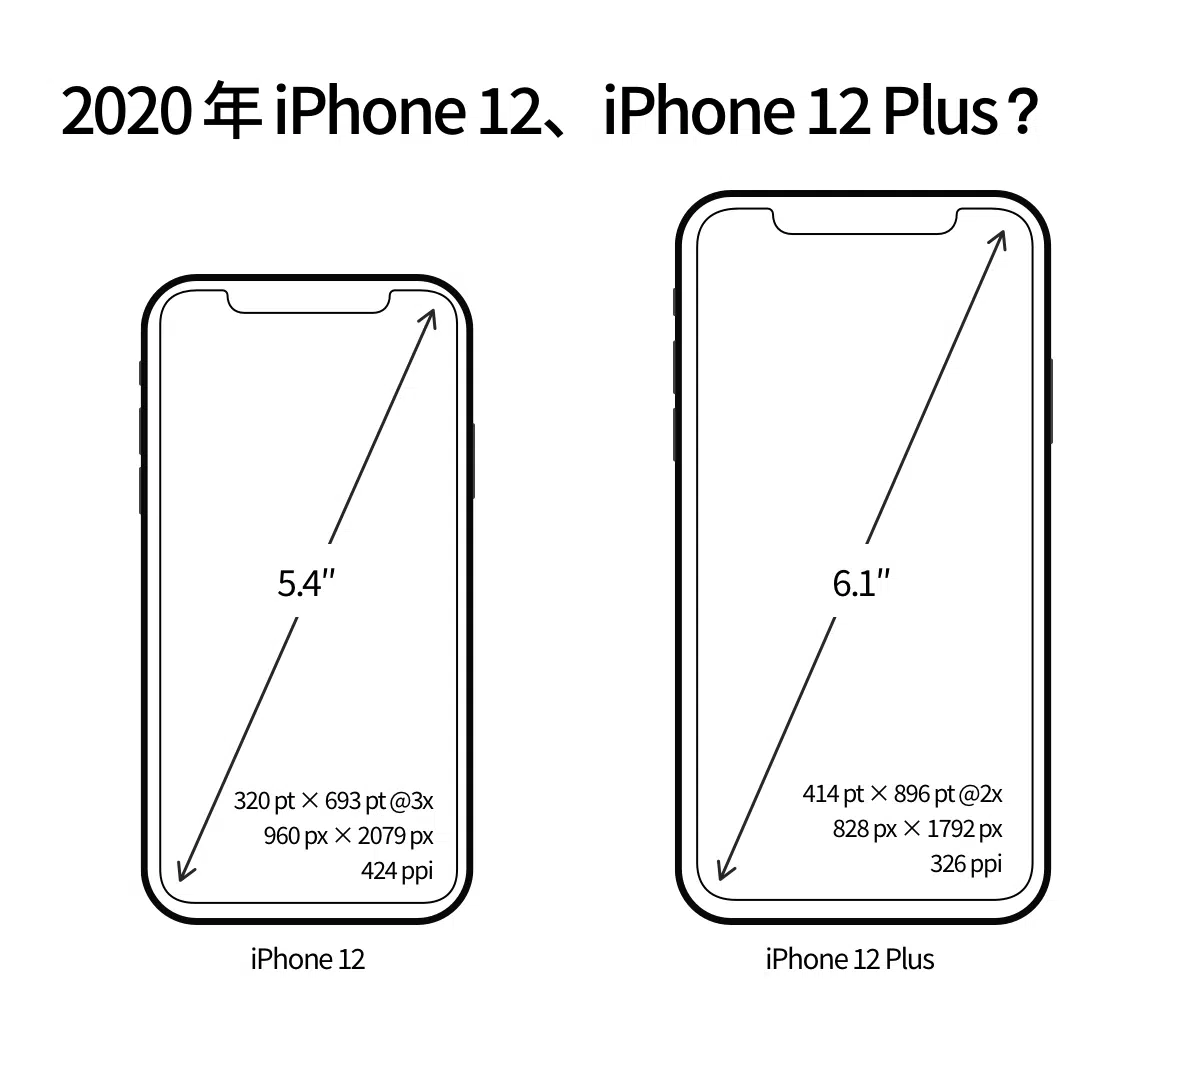 2020 年 iPhone 12、iPhone 12 Plus？
5.4″
320 pt × 693 pt @3x
960 px × 2079 px
424 ppi
iPhone 12
6.1″
414 pt × 896 pt @2x
828 px × 1792 px
326 ppi
iPhone 12 Plus